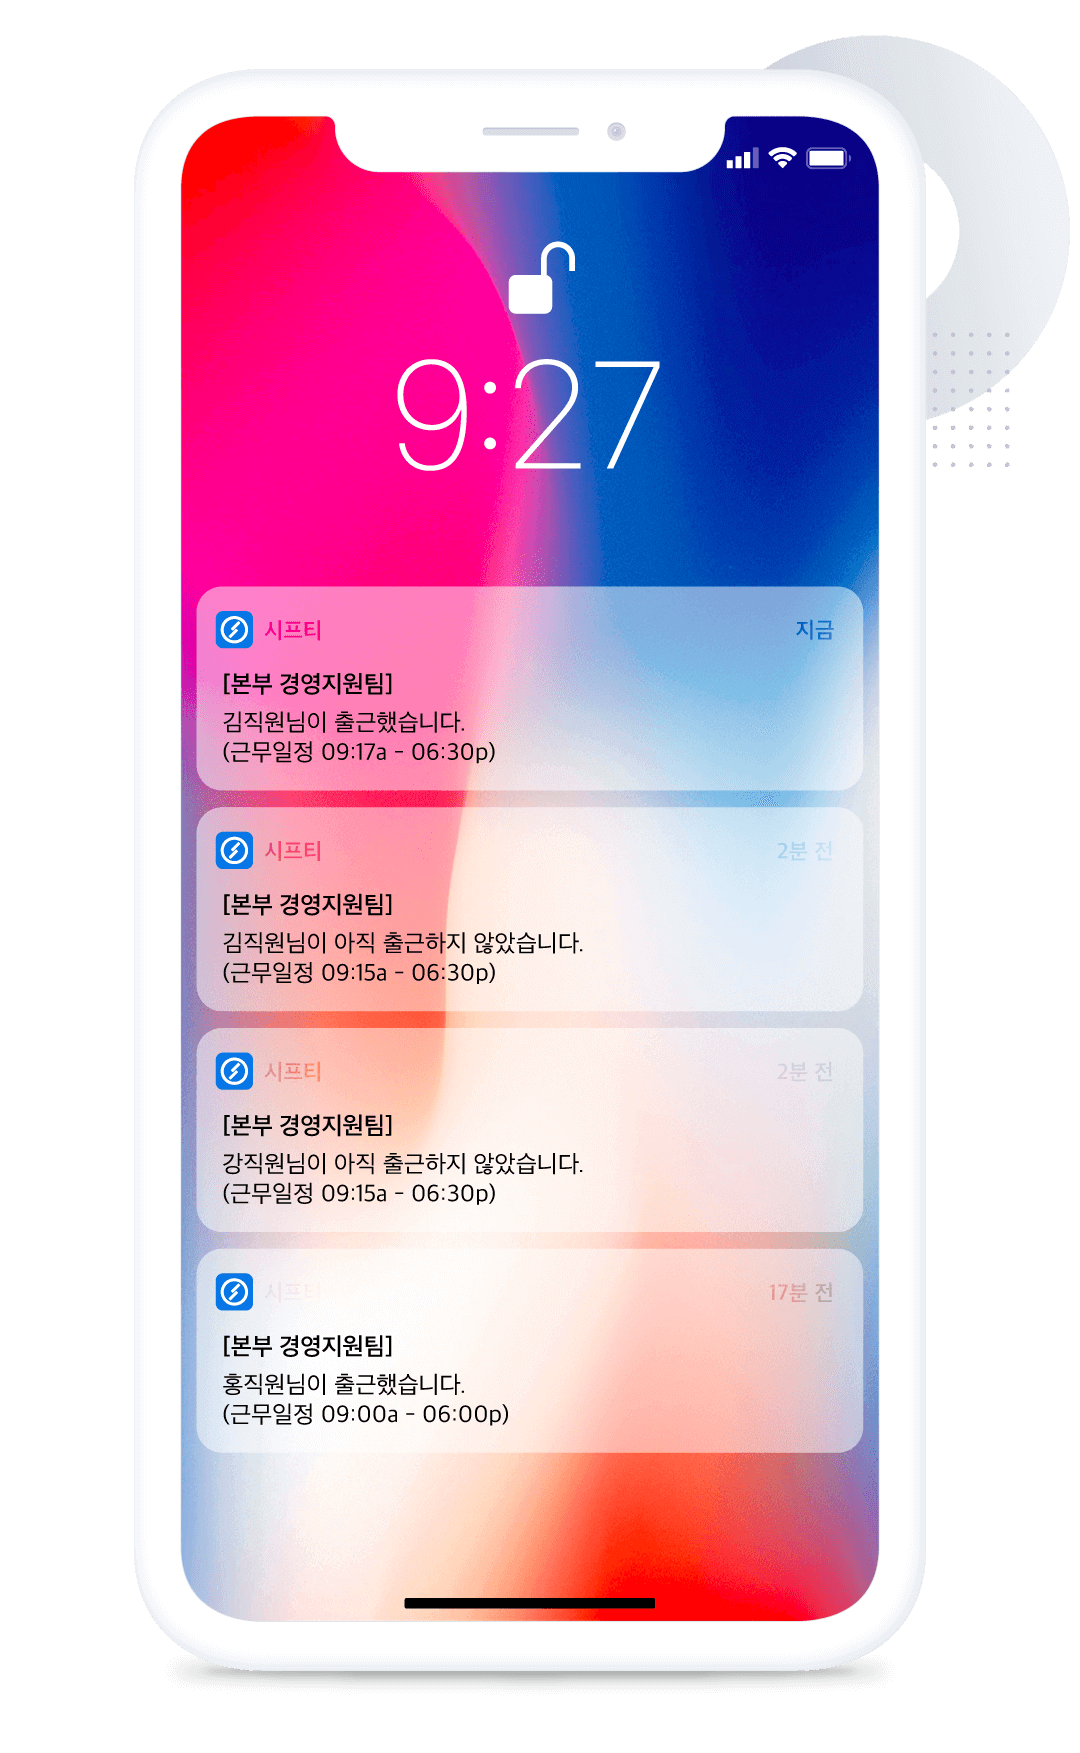 9:27
시프티 지금
[본부 경영지원팀]
김직원님이 출근했습니다.
(근무일정 09:17a - 06:30p)
시프티 2분 전
[본부 경영지원팀]
김직원님이 아직 출근하지 않았습니다.
(근무일정 09:15a - 06:30p)
시프티 2분 전
[본부 경영지원팀]
강직원님이 아직 출근하지 않았습니다.
(근무일정 09:15a - 06:30p)
시프티 17분 전
[본부 경영지원팀]
홍직원님이 출근했습니다.
(근무일정 09:00a - 06:00p)